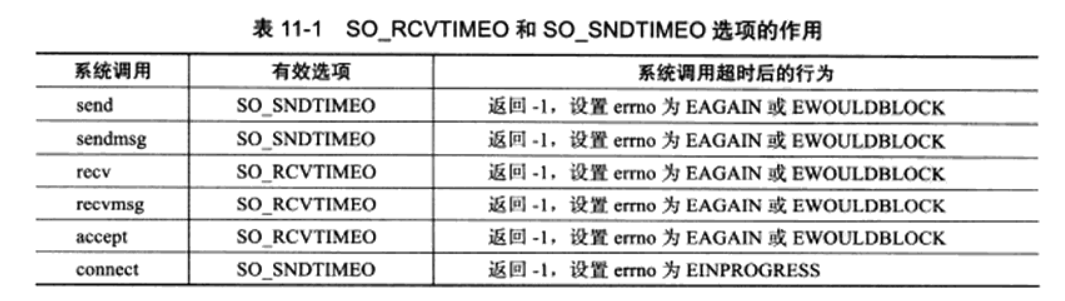 表 11-1 SO_RCVTIMEO 和 SO_SNDTIMEO 选项的作用
系统调用 有效选项 系统调用超时后的行为
send SO_SNDTIMEO 返回 -1，设置 errno 为 EAGAIN 或 EWOULDBLOCK
sendmsg SO_SNDTIMEO 返回 -1，设置 errno 为 EAGAIN 或 EWOULDBLOCK
recv SO_RCVTIMEO 返回 -1，设置 errno 为 EAGAIN 或 EWOULDBLOCK
recvmsg SO_RCVTIMEO 返回 -1，设置 errno 为 EAGAIN 或 EWOULDBLOCK
accept SO_RCVTIMEO 返回 -1，设置 errno 为 EAGAIN 或 EWOULDBLOCK
connect SO_SNDTIMEO 返回 -1，设置 errno 为 EINPROGRESS